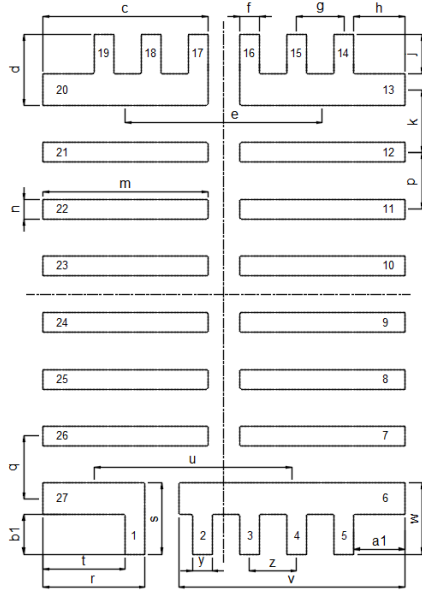 c f g h
19 18 17 16 15 14
d j
20 13
k
e
21 12
p
m
n 22 11
23 10
24 9
25 8
26 7
q
u
27 6
s w
b1 1 2 3 4 5
a1
t y z
r v